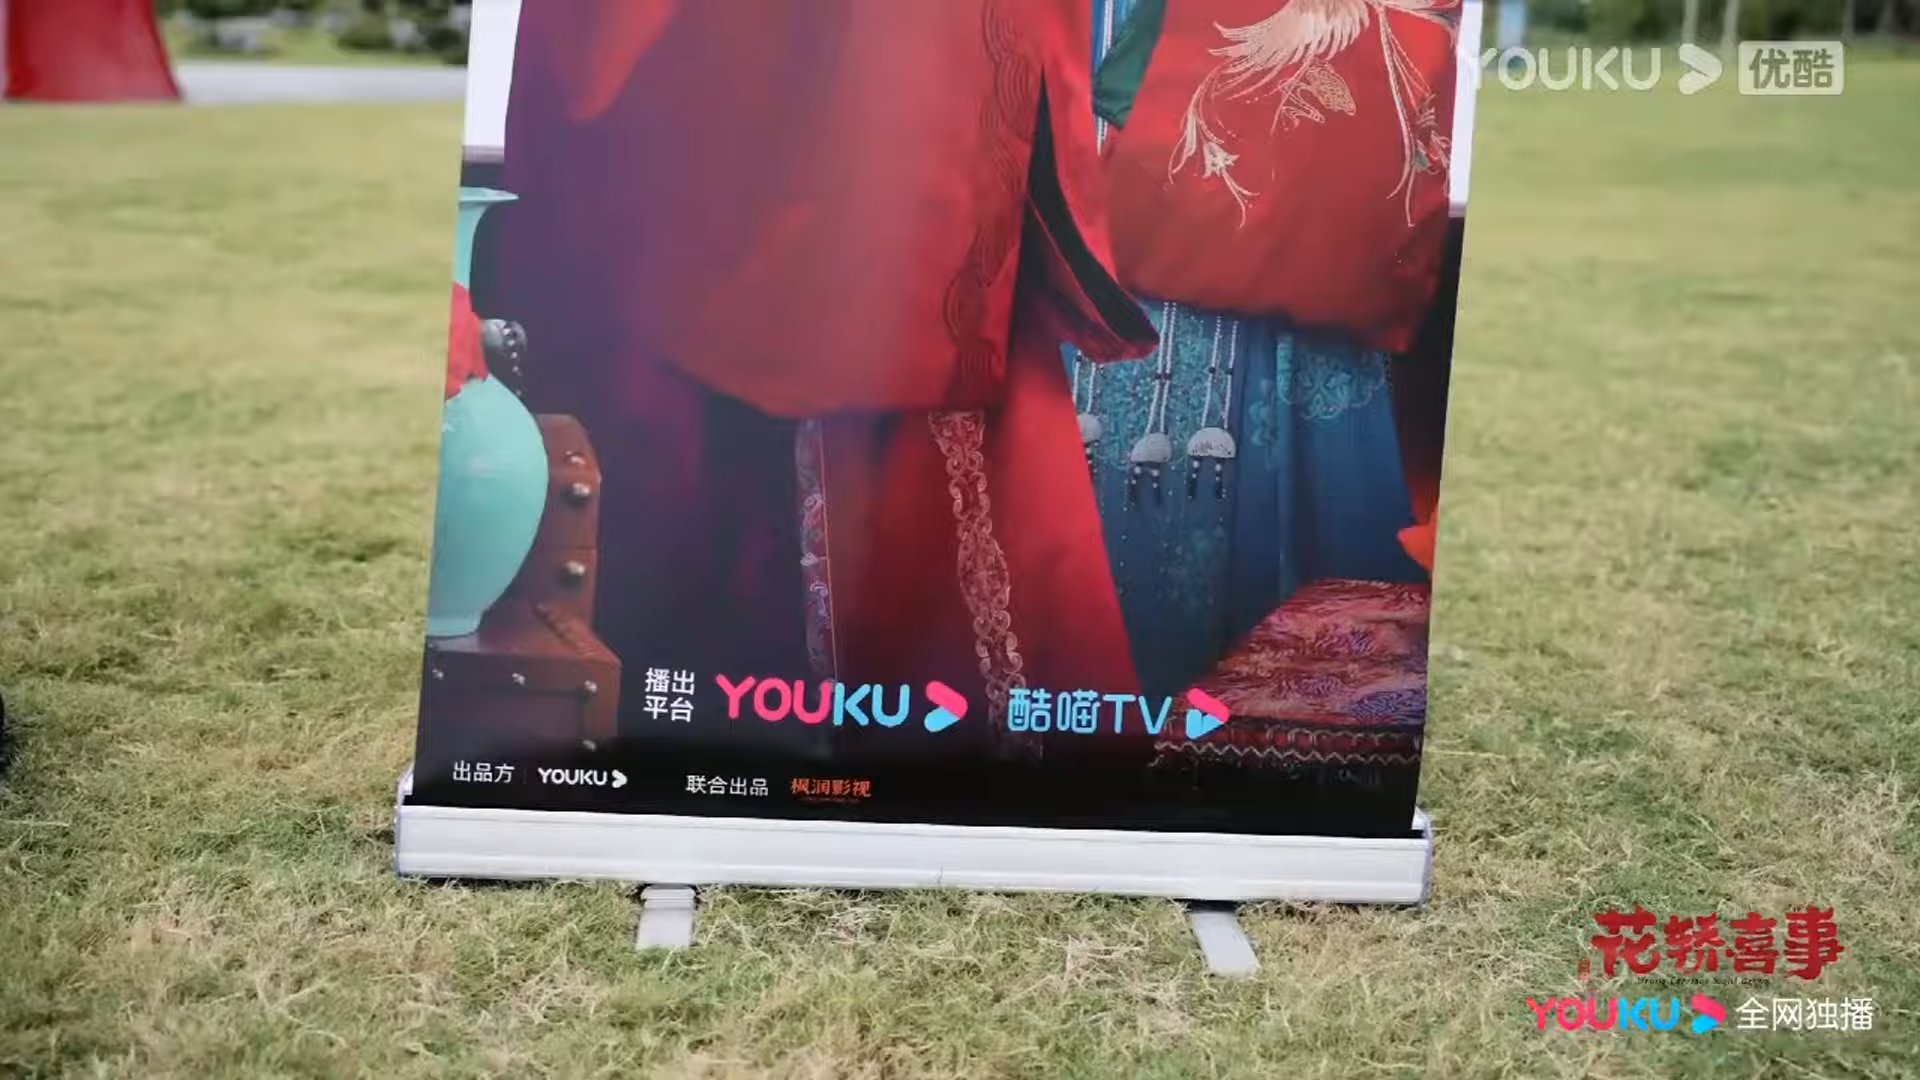 YOUKU 优酷
播出
平台
YOUKU 酷喵TV
出品方 YOUKU 联合出品 枫润影视
花轿喜事
YOUKU 全网独播